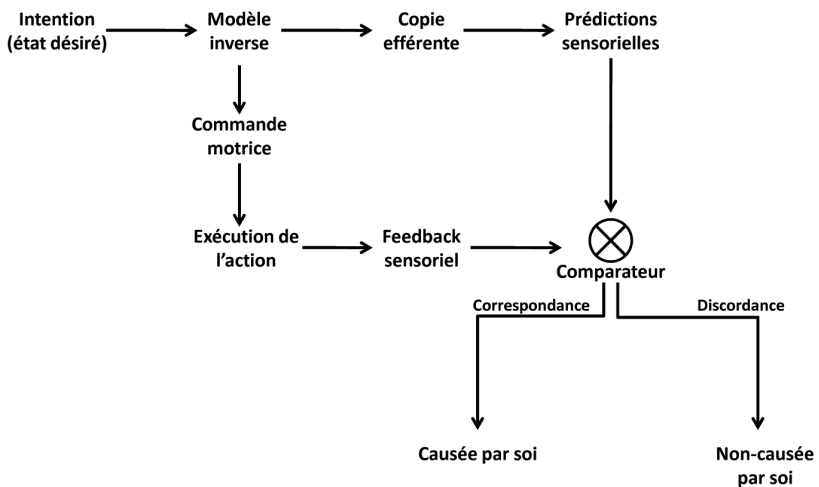 Intention
(état désiré)
Modèle
inverse
Copie
efférente
Prédictions
sensorielles
Commande
motrice
Exécution de
l'action
Feedback
sensoriel
Comparateur
Correspondance
Discordance
Causée par soi
Non-causée
par soi